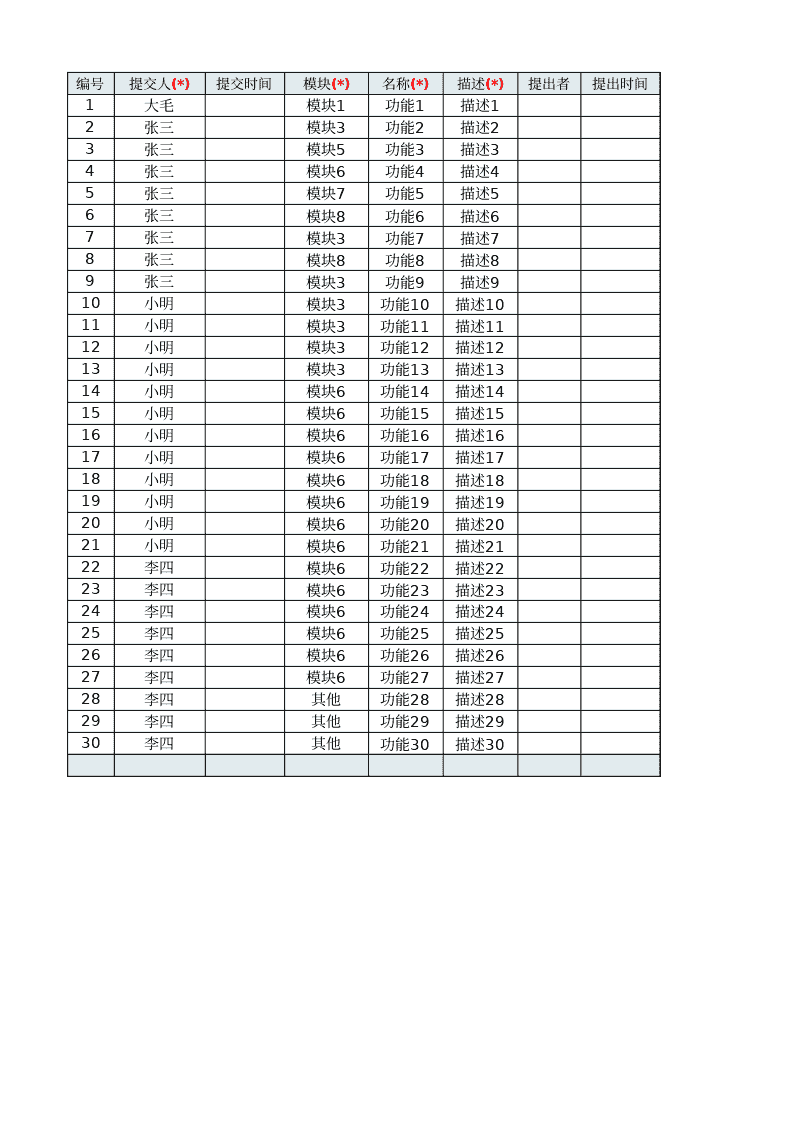 编号 提交人(*) 提交时间 模块(*) 名称(*) 描述(*) 提出者 提出时间
1 大毛 模块1 功能1 描述1
2 张三 模块3 功能2 描述2
3 张三 模块5 功能3 描述3
4 张三 模块6 功能4 描述4
5 张三 模块7 功能5 描述5
6 张三 模块8 功能6 描述6
7 张三 模块3 功能7 描述7
8 张三 模块8 功能8 描述8
9 张三 模块3 功能9 描述9
10 小明 模块3 功能10 描述10
11 小明 模块3 功能11 描述11
12 小明 模块3 功能12 描述12
13 小明 模块3 功能13 描述13
14 小明 模块6 功能14 描述14
15 小明 模块6 功能15 描述15
16 小明 模块6 功能16 描述16
17 小明 模块6 功能17 描述17
18 小明 模块6 功能18 描述18
19 小明 模块6 功能19 描述19
20 小明 模块6 功能20 描述20
21 小明 模块6 功能21 描述21
22 李四 模块6 功能22 描述22
23 李四 模块6 功能23 描述23
24 李四 模块6 功能24 描述24
25 李四 模块6 功能25 描述25
26 李四 模块6 功能26 描述26
27 李四 模块6 功能27 描述27
28 李四 其他 功能28 描述28
29 李四 其他 功能29 描述29
30 李四 其他 功能30 描述30